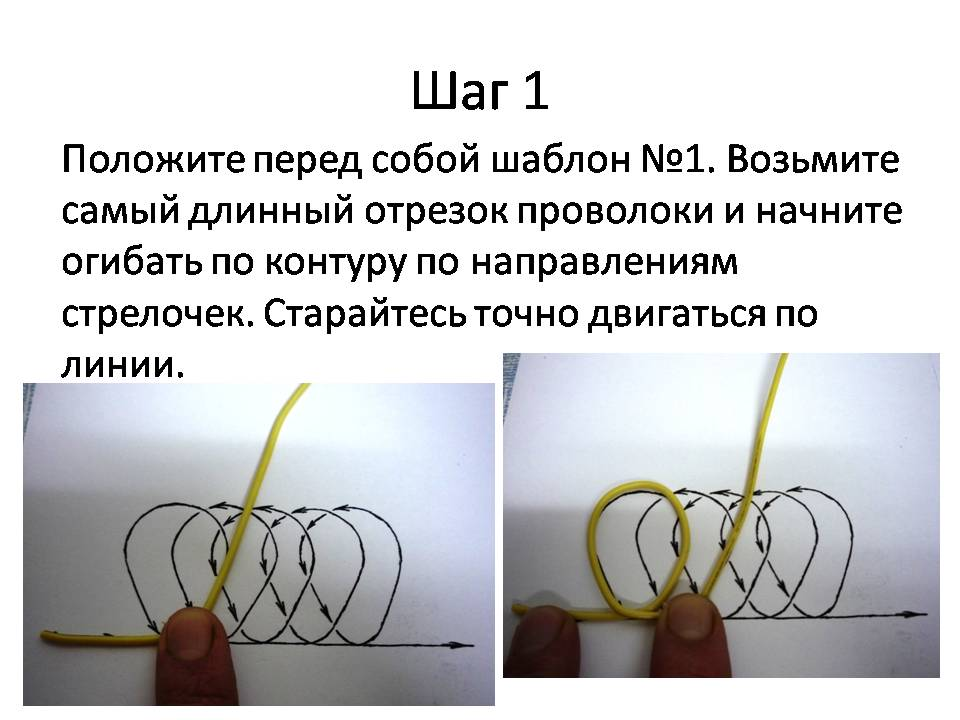 Шаг 1
Положите перед собой шаблон №1. Возьмите
самый длинный отрезок проволоки и начните
огибать по контуру по направлениям
стрелочек. Старайтесь точно двигаться по
линии.